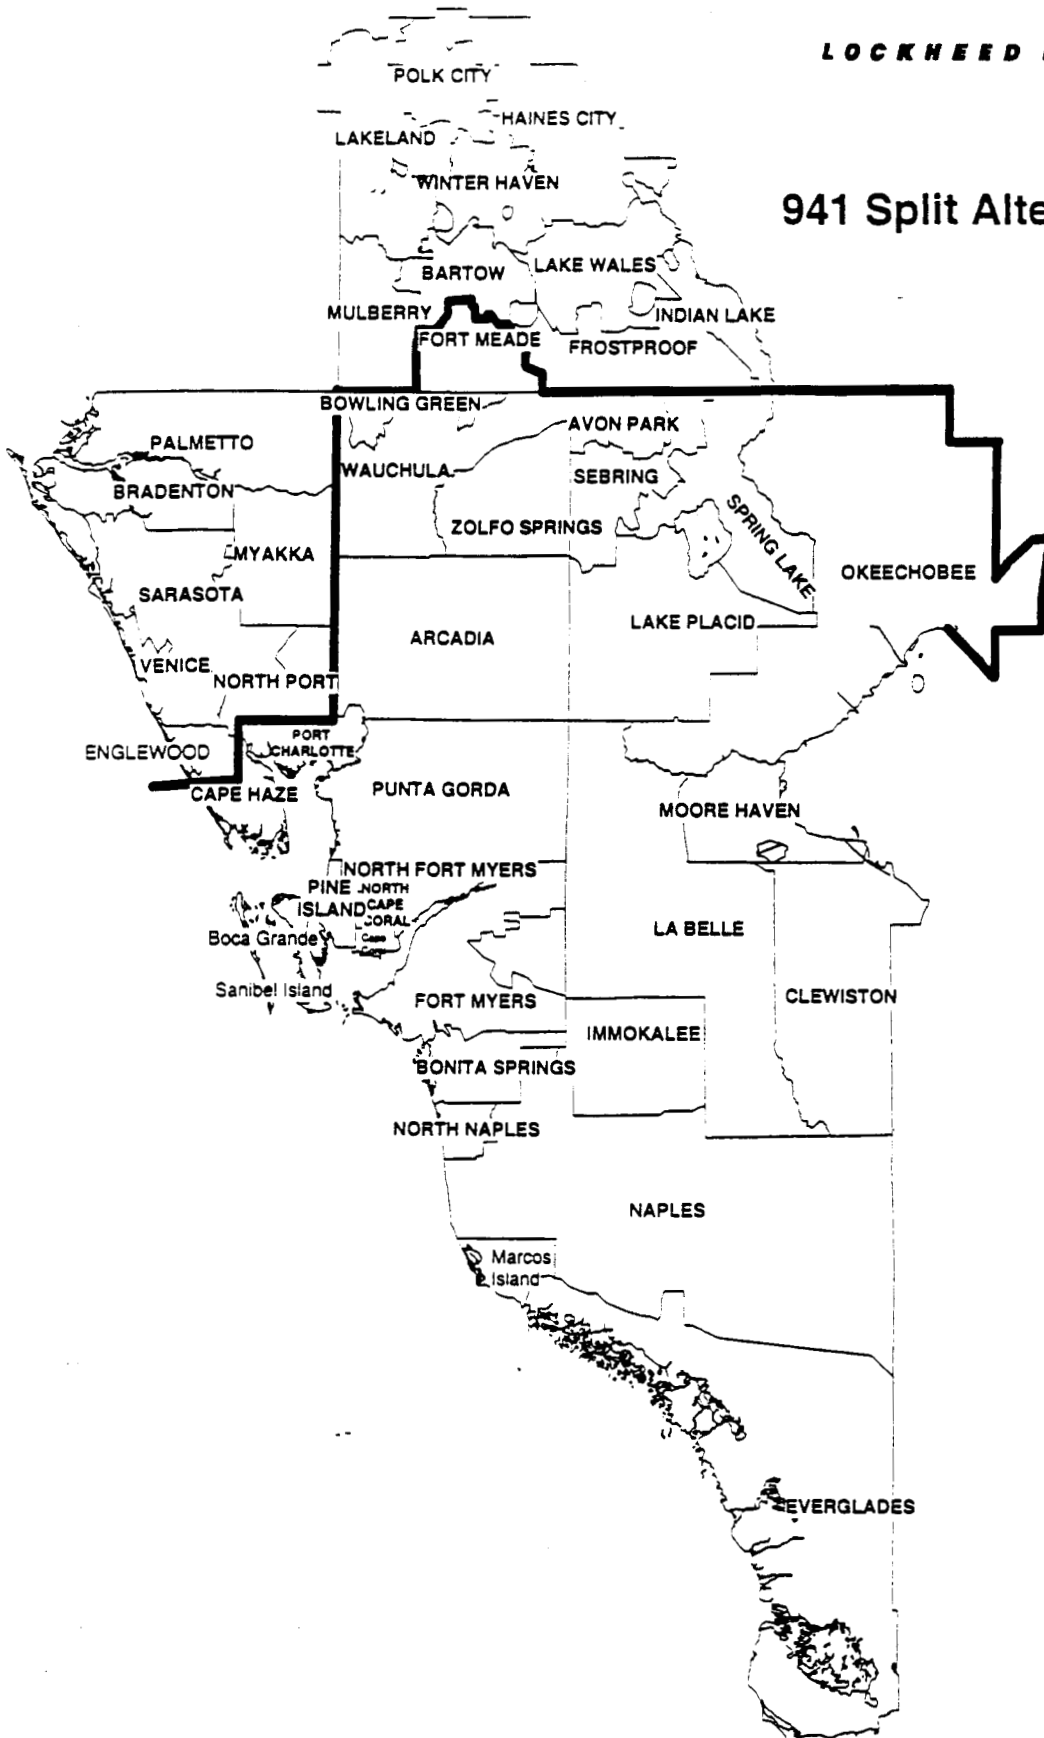 LOCKHEED
POLK CITY
HAINES CITY
LAKELAND
WINTER HAVEN
941 Split Alte
LAKE WALES
BARTOW
MULBERRY
INDIAN LAKE
FORT MEADE
FROSTPROOF
BOWLING GREEN
AVON PARK
PALMETTO
WAUCHULA
SEBRING
BRADENTON
SPRING LAKE
ZOLFO SPRINGS
MYAKKA
OKEECHOBEE
SARASOTA
LAKE PLACID
ARCADIA
VENICE
NORTH PORT
PORT
CHARLOTTE
ENGLEWOOD
CAPE HAZE
PUNTA GORDA
MOORE HAVEN
NORTH FORT MYERS
PINE
ISLAND
NORTH
CAPE
CORAL
Cape
Boca Grande
LA BELLE
Sanibel Island
FORT MYERS
CLEWISTON
IMMOKALEE
BONITA SPRINGS
NORTH NAPLES
NAPLES
Marcos
Island
EVERGLADES